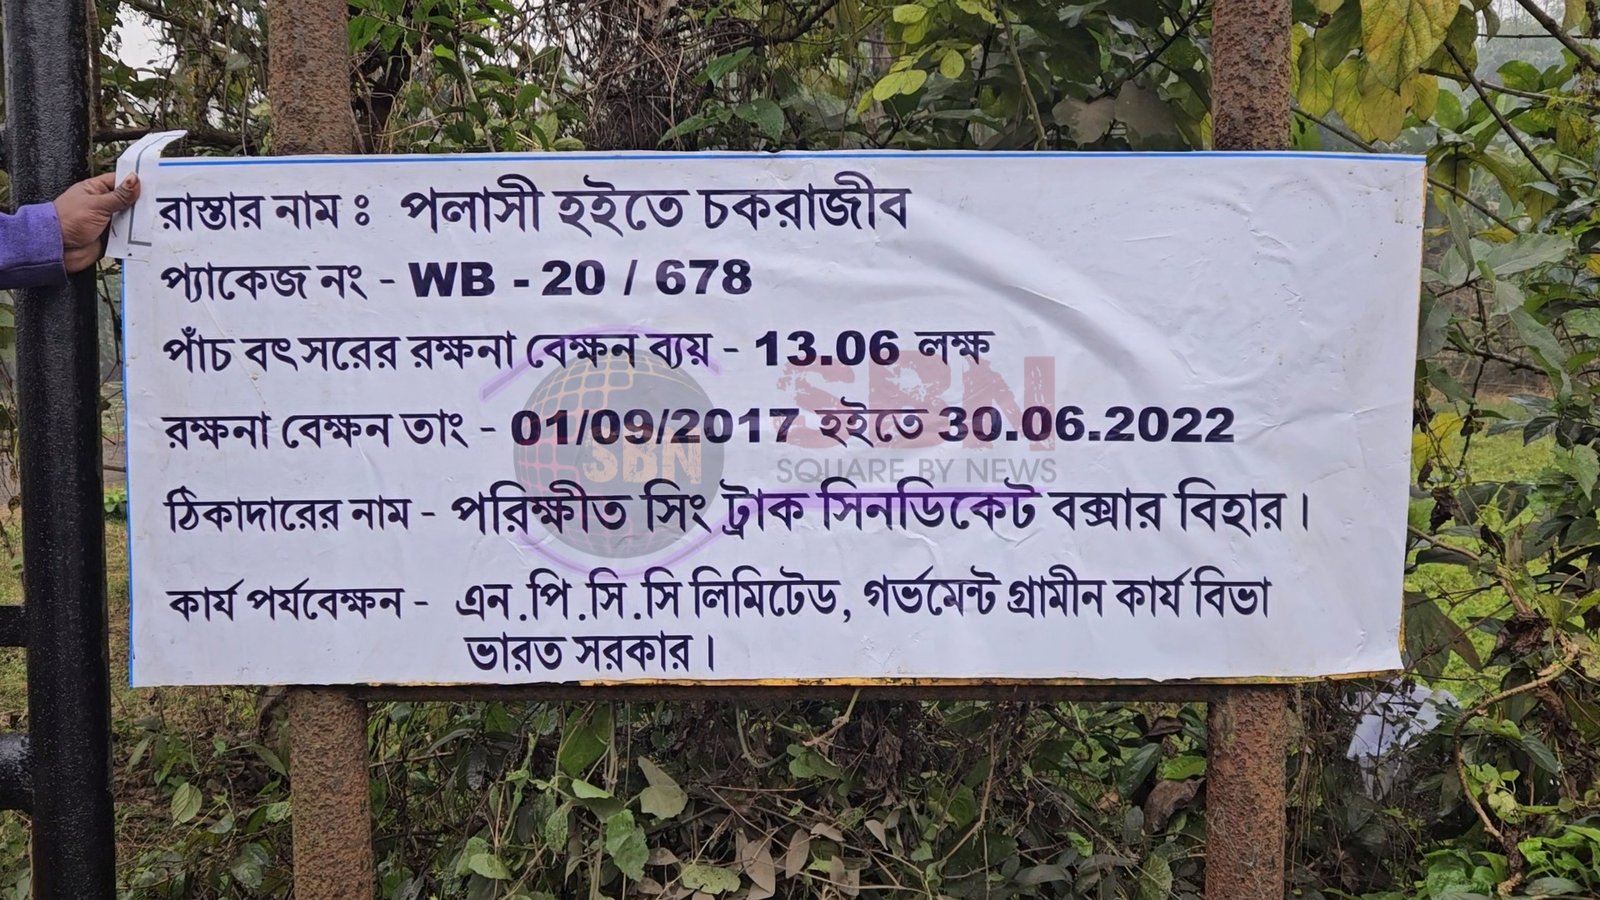 রাস্তার নাম ঃ পলাসী হইতে চকরাজীব
প্যাকেজ নং - WB - 20 / 678
পাঁচ বৎসরের রক্ষনা বেক্ষন ব্যয় - 13.06 লক্ষ
রক্ষনা বেক্ষন তাং - 01/09/2017 হইতে 30.06.2022
ঠিকাদারের নাম - পরিক্ষীত সিং ট্রাক সিনডিকেট বক্সার বিহার।
কার্য পর্যবেক্ষন - এন.পি.সি.সি লিমিটেড, গর্ভমেন্ট গ্রামীন কার্য বিভা
ভারত সরকার।
SBN
SBN
SQUARE BY NEWS